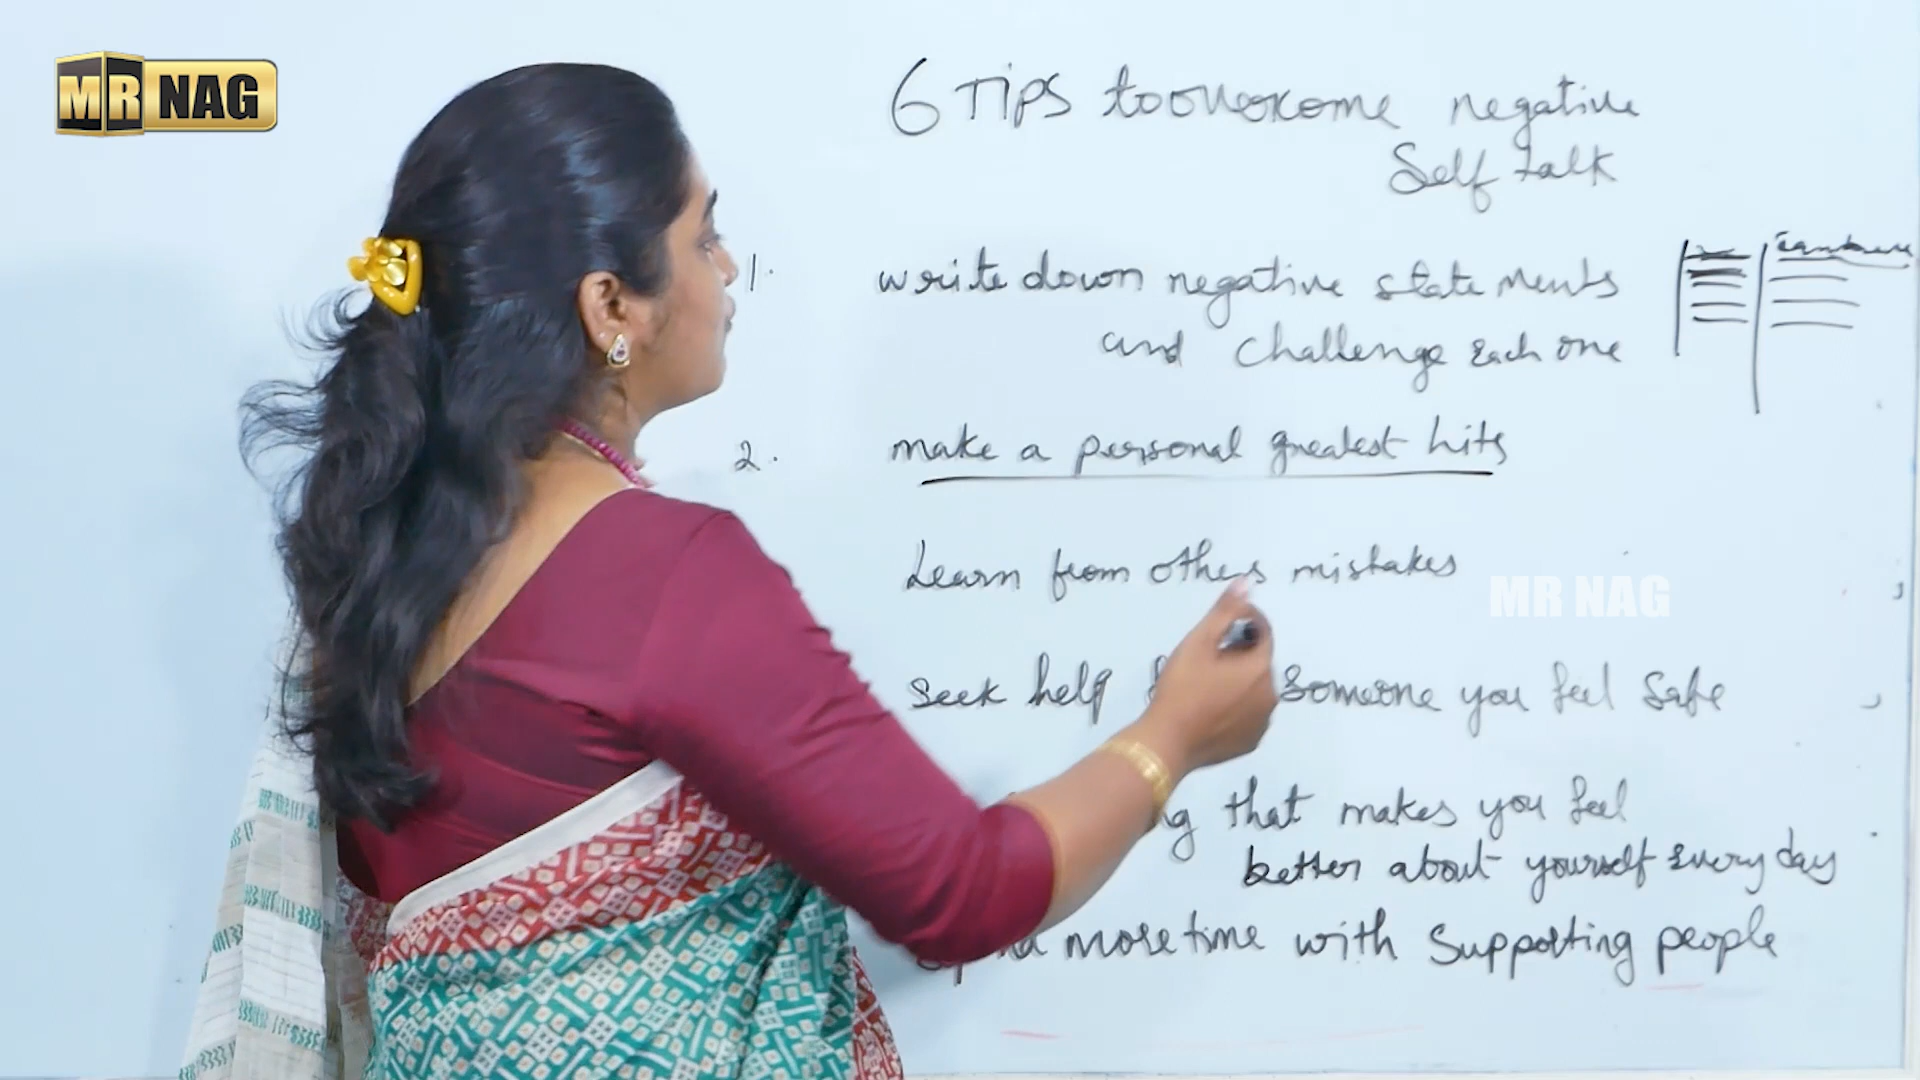 MR NAG
6 Tips to overcome negative
Self talk
1. write down negative statements
and challenge each one
2. make a personal greatest hits
Learn from others mistakes
MR NAG
Seek help someone you feel safe
that makes you feel
better about yourself every day
more time with Supporting people